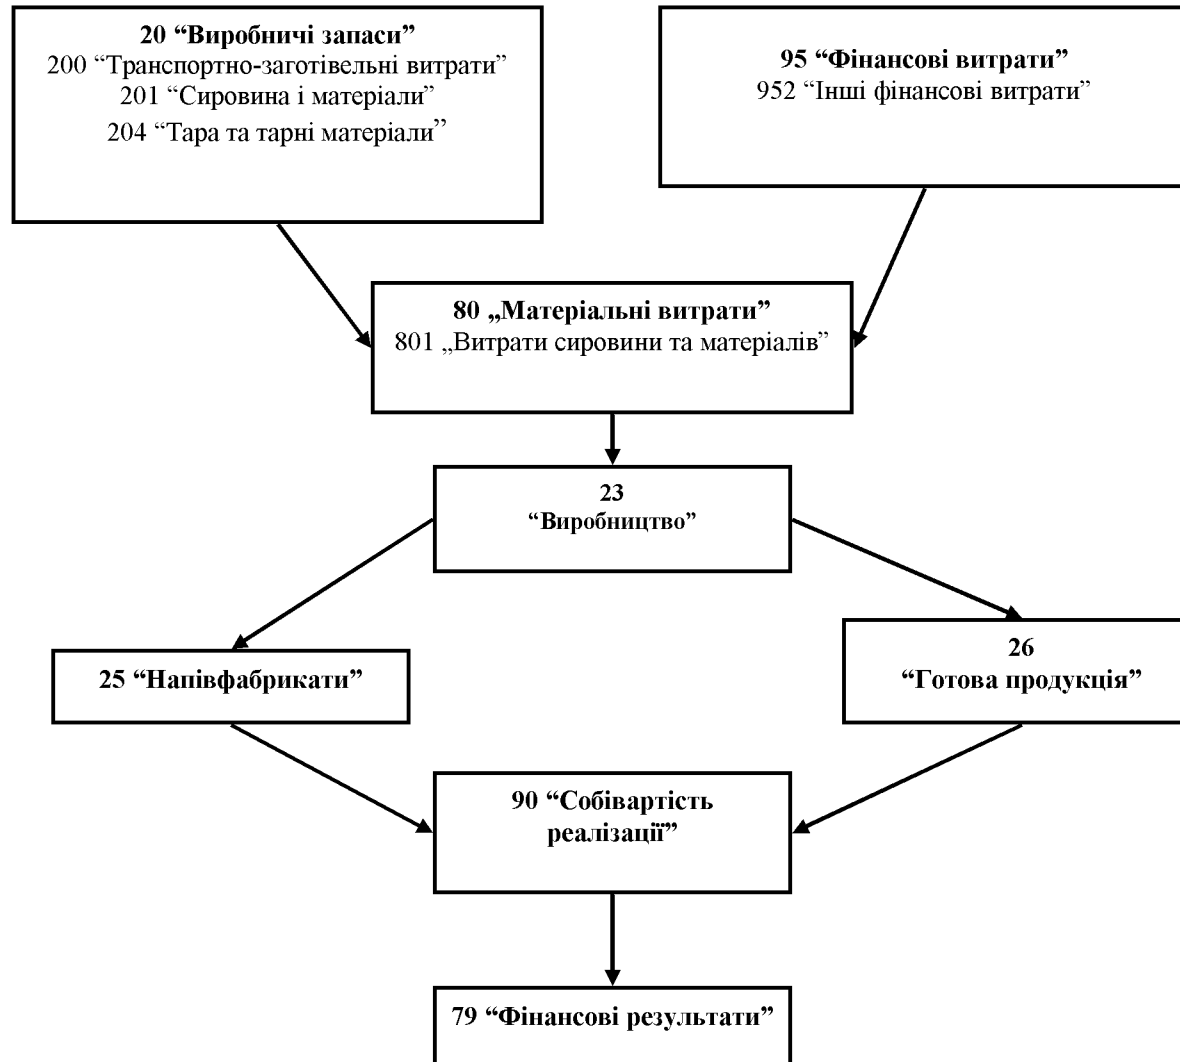 20 “Виробничі запаси”
200 “Транспортно-заготівельні витрати”
201 “Сировина і матеріали”
204 “Тара та тарні матеріали”
95 “Фінансові витрати”
952 “Інші фінансові витрати”
80 „Матеріальні витрати”
801 „Витрати сировини та матеріалів”
23
“Виробництво”
25 “Напівфабрикати”
26
“Готова продукція”
90 “Собівартість
реалізації”
79 “Фінансові результати”